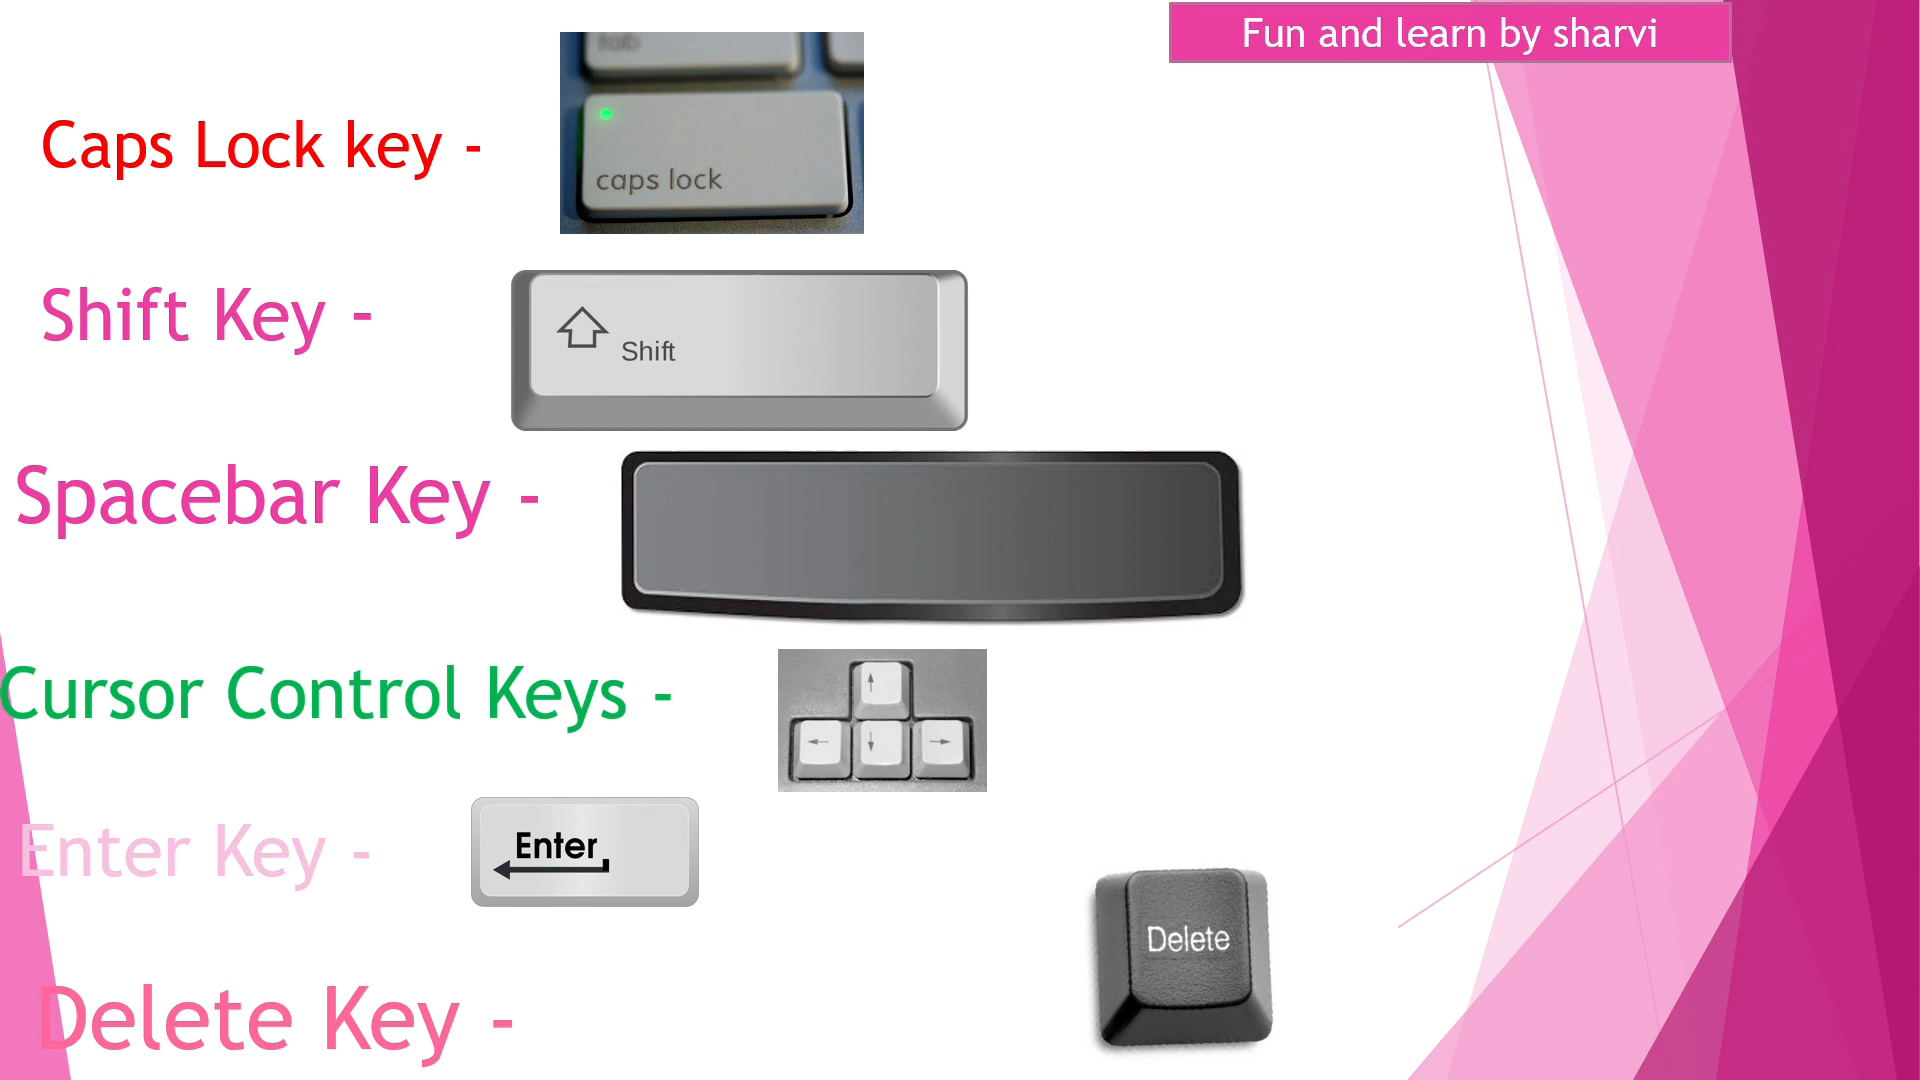 Fun and learn by sharvi
tab
Caps Lock key -
caps lock
Shift Key -
Shift
Spacebar Key -
Cursor Control Keys -
Enter Key -
Enter
Delete Key -
Delete